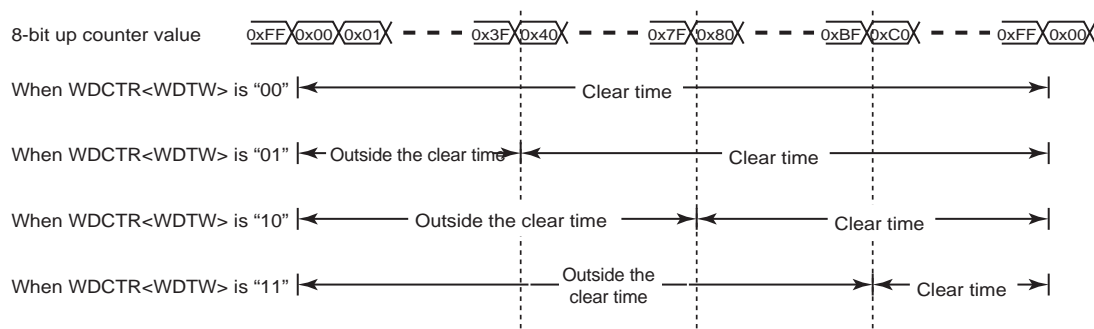 8-bit up counter value 0xFF 0x00 0x01 0x3F 0x40 0x7F 0x80 0xBF 0xC0 0xFF 0x00
When WDCTR<WDTW> is “00” Clear time
When WDCTR<WDTW> is “01” Outside the clear time Clear time
When WDCTR<WDTW> is “10” Outside the clear time Clear time
When WDCTR<WDTW> is “11” Outside the
clear time Clear time